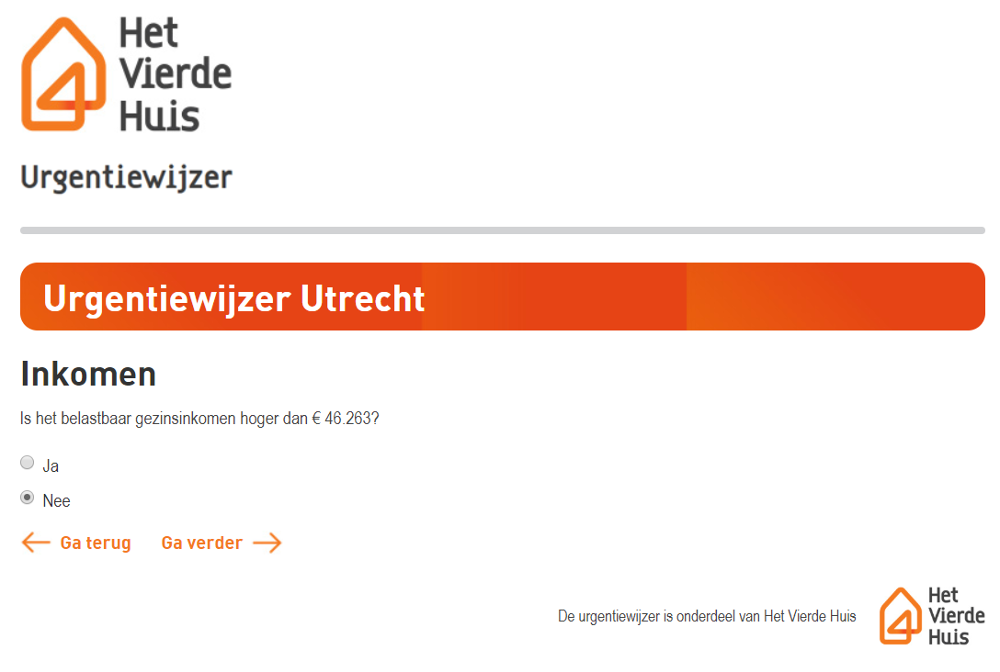 Het
Vierde
Huis
Urgentiewijzer
Urgentiewijzer Utrecht
Inkomen
Is het belastbaar gezinsinkomen hoger dan € 46.263?
Ja
Nee
Ga terug Ga verder
De urgentiewijzer is onderdeel van Het Vierde Huis
Het
Vierde
Huis